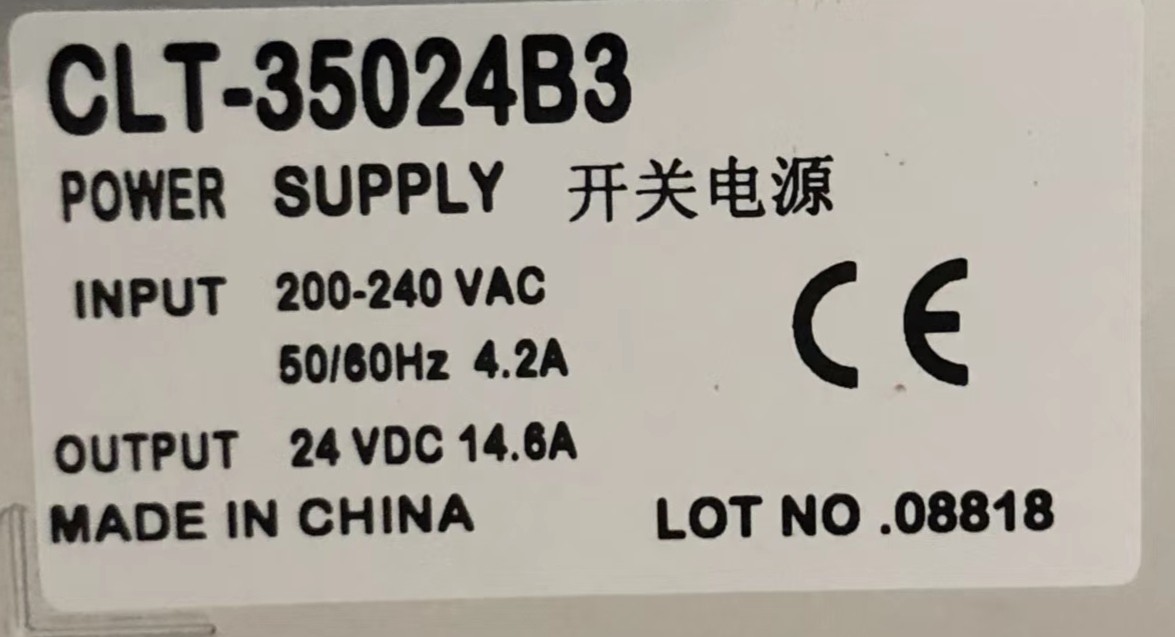 CLT-35024B3
POWER SUPPLY 开关电源
INPUT 200-240 VAC
50/60Hz 4.2A
CE
OUTPUT 24 VDC 14.6A
MADE IN CHINA
LOT NO .08818